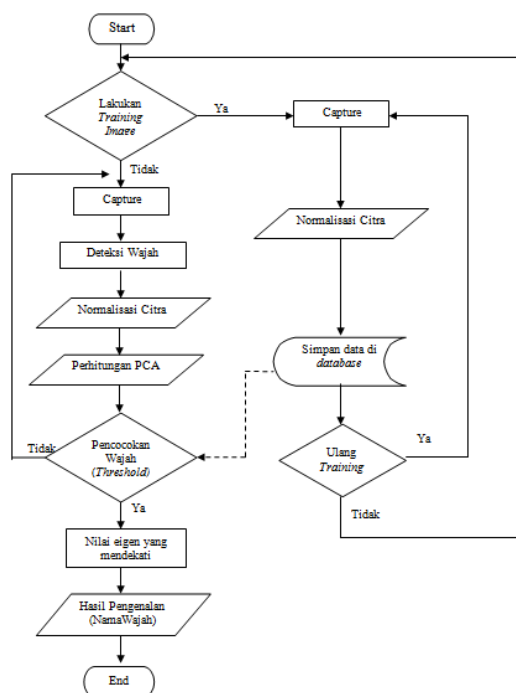 Start
Lakukan
Training
Image
Ya
Capture
Tidak
Capture
Normalisasi Citra
Deteksi Wajah
Normalisasi Citra
Perhitungan PCA
Simpan data di
database
Pencocokan
Wajah
(Threshold)
Tidak
Ya
Ulang
Training
Ya
Tidak
Nilai eigen yang
mendekati
Hasil Pengenalan
(NamaWajah)
End